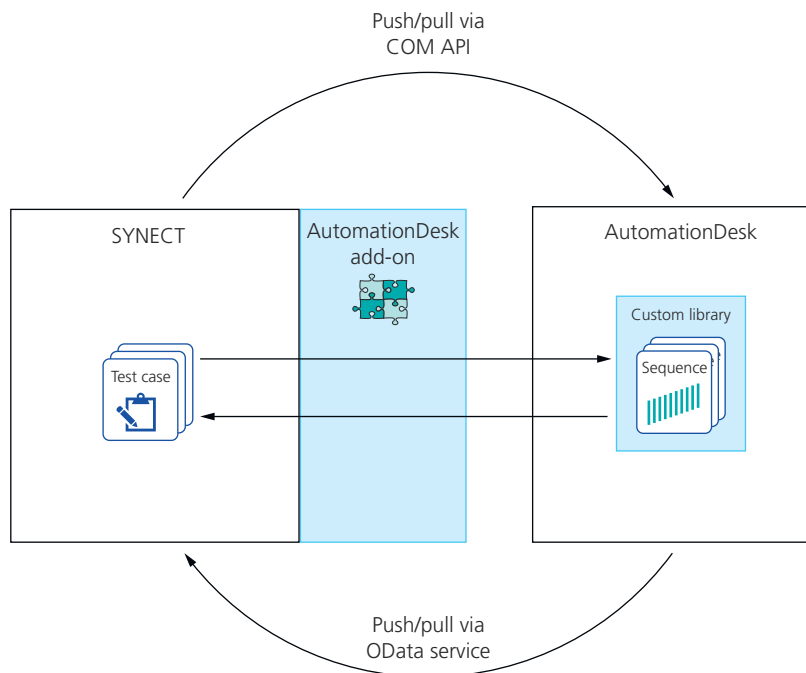 Push/pull via
COM API
SYNECT
AutomationDesk
add-on
AutomationDesk
Custom library
Test case
Sequence
Push/pull via
OData service